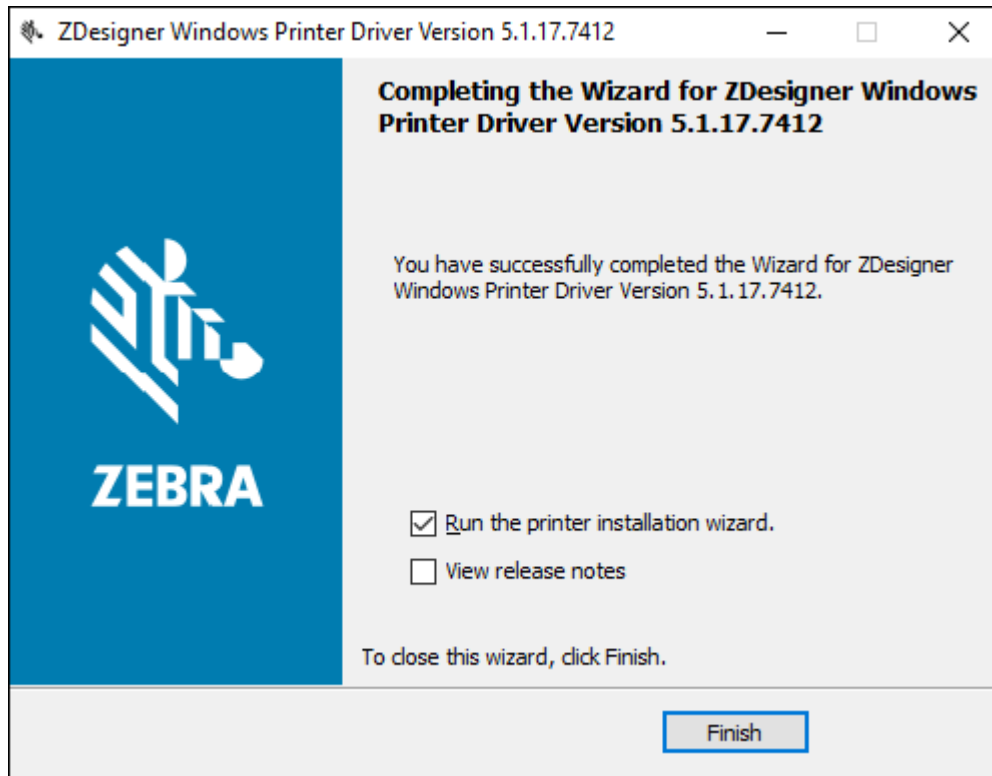 ZDesigner Windows Printer Driver Version 5.1.17.7412
Completing the Wizard for ZDesigner Windows
Printer Driver Version 5.1.17.7412
You have successfully completed the Wizard for ZDesigner
Windows Printer Driver Version 5.1.17.7412.
ZEBRA
Run the printer installation wizard.
View release notes
To close this wizard, click Finish.
Finish